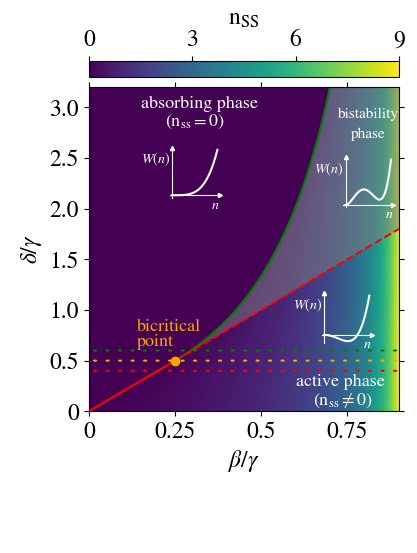 n_SS
0 3 6 9
absorbing phase
(n_ss = 0)
bistability
phase
W(n)
n
W(n)
n
W(n)
n
bicritical
point
active phase
(n_ss ≠ 0)
3.0
2.5
2.0
1.5
1.0
0.5
0
δ/γ
0 0.25 0.5 0.75
β/γ